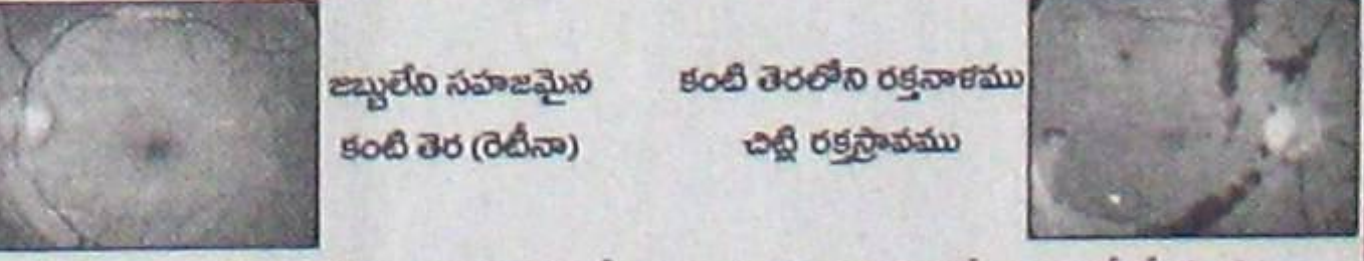 జబ్బులేని సహజమైన
కంటి తెర (రెటీనా)
కంటి తెరలోని రక్తనాళము
చిట్లి రక్తస్రావము